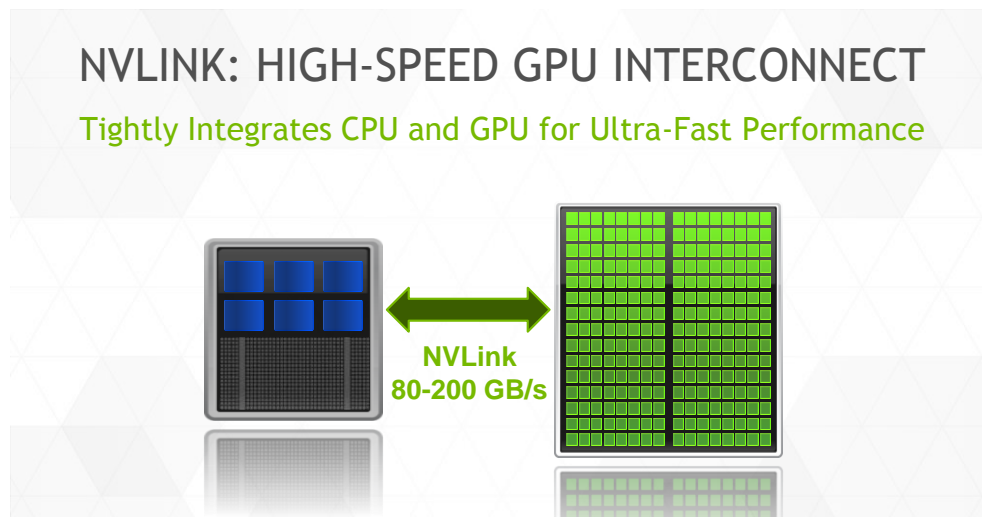 NVLINK: HIGH-SPEED GPU INTERCONNECT
Tightly Integrates CPU and GPU for Ultra-Fast Performance
NVLink
80-200 GB/s